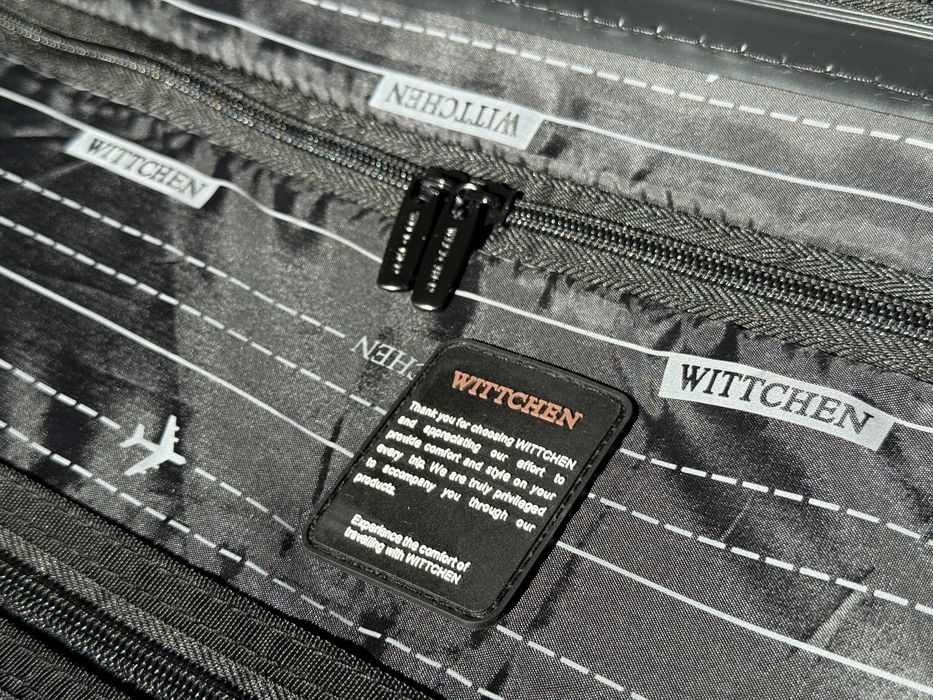 WITTCHEN
WITTCHEN
WITTCHEN
WITTCHEN
Thank you for choosing WITTCHEN
and appreciating our effort to
provide comfort and style on your
every trip. We are truly privileged
to accompany you through our
products.
Experience the comfort of
travelling with WITTCHEN